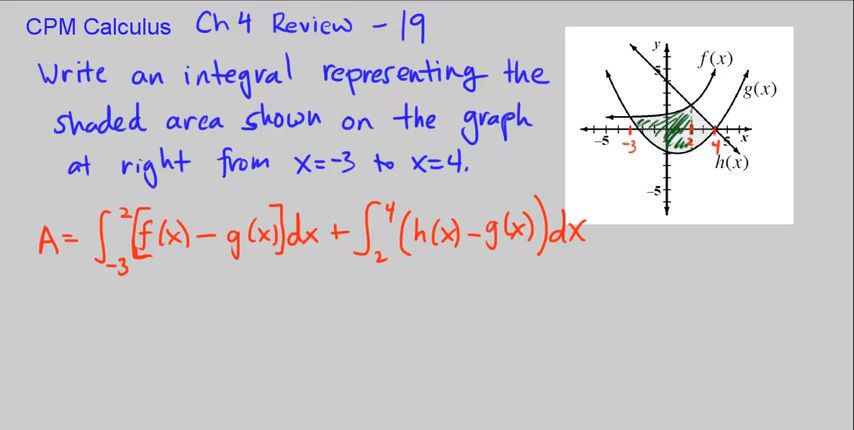 CPM Calculus Ch 4 Review - 19
Write an integral representing the
shaded area shown on the graph
at right from x=-3 to x=4.
A = ∫_{-3}^{2} [f(x) - g(x)]dx + ∫_{2}^{4} (h(x) - g(x))dx
y
f(x)
5
g(x)
-5 -3 2 4 5 x
h(x)
-5